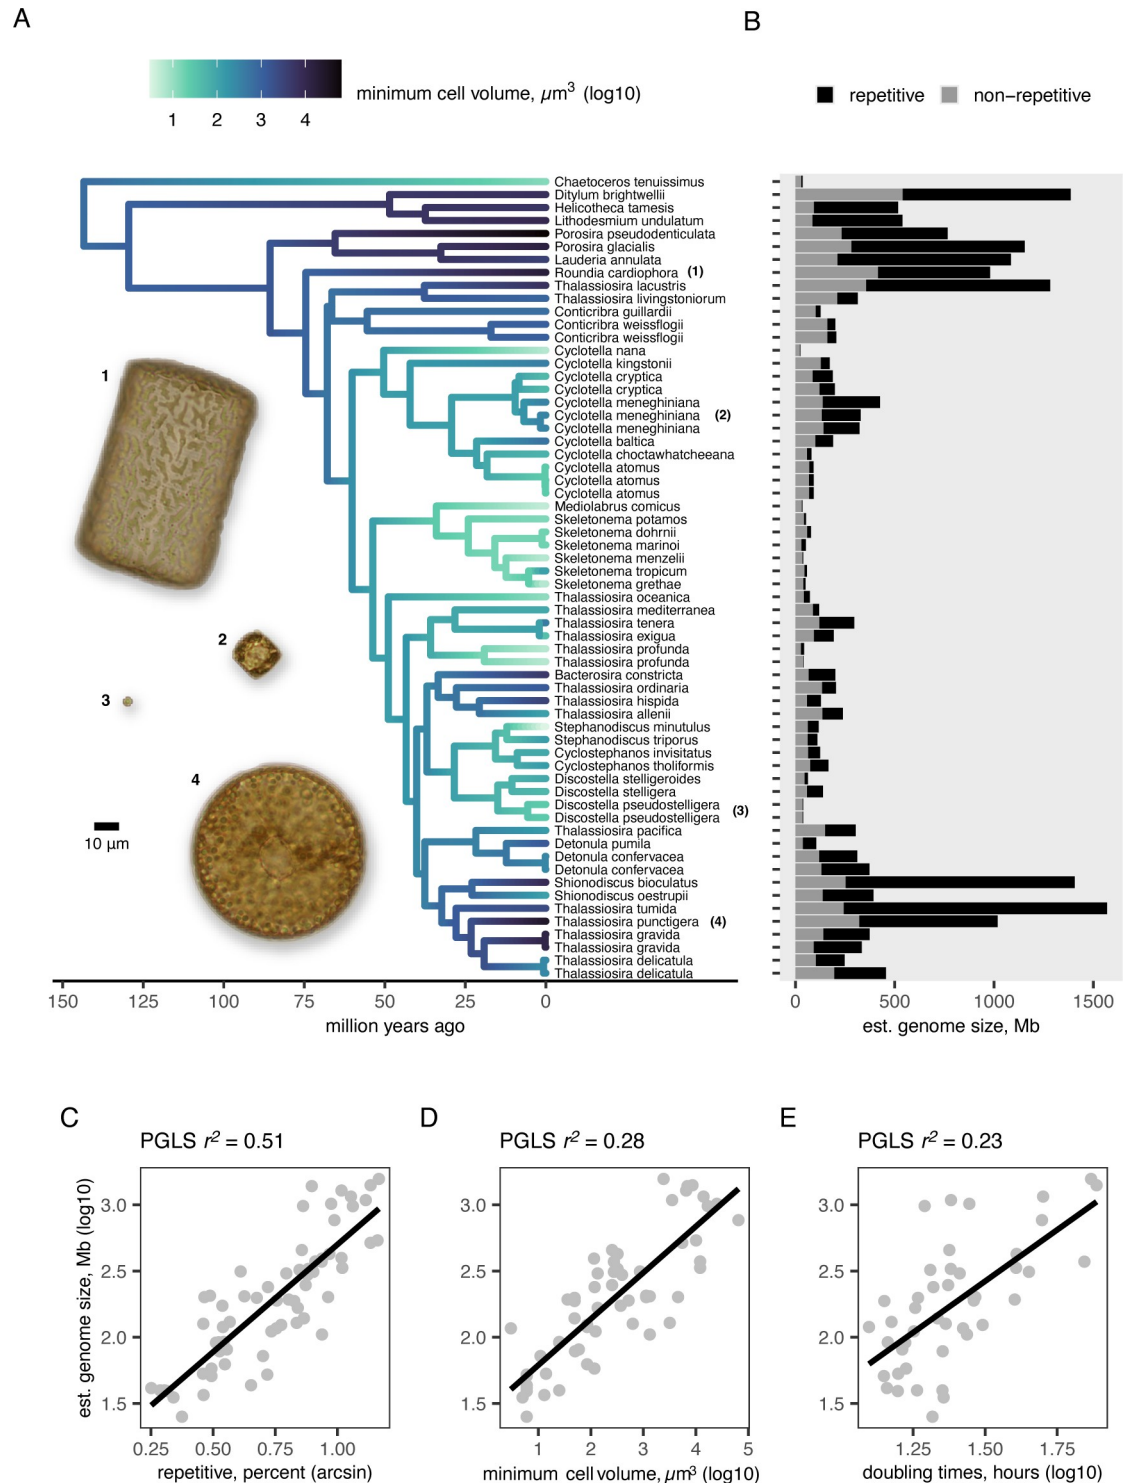 A
B
minimum cell volume, μm³ (log10)
1 2 3 4
repetitive non−repetitive
Chaetoceros tenuissimus
Ditylum brightwellii
Helicotheca tamesis
Lithodesmium undulatum
Porosira pseudodenticulata
Porosira glacialis
Lauderia annulata
Roundia cardiophora (1)
Thalassiosira lacustris
Thalassiosira livingstoniorum
Conticribra guillardii
Conticribra weissflogii
Conticribra weissflogii
Cyclotella nana
Cyclotella kingstonii
Cyclotella cryptica
Cyclotella cryptica
Cyclotella meneghiniana
Cyclotella meneghiniana (2)
Cyclotella meneghiniana
Cyclotella baltica
Cyclotella choctawhatcheeana
Cyclotella atomus
Cyclotella atomus
Cyclotella atomus
Mediolabrus comicus
Skeletonema potamos
Skeletonema dohrnii
Skeletonema marinoi
Skeletonema menzelii
Skeletonema tropicum
Skeletonema grethae
Thalassiosira oceanica
Thalassiosira mediterranea
Thalassiosira tenera
Thalassiosira exigua
Thalassiosira profunda
Thalassiosira profunda
Bacterosira constricta
Thalassiosira ordinaria
Thalassiosira hispida
Thalassiosira allenii
Stephanodiscus minutulus
Stephanodiscus triporus
Cyclostephanos invisitatus
Cyclostephanos tholiformis
Discostella stelligeroides
Discostella stelligera
Discostella pseudostelligera
(3)
Discostella pseudostelligera
Thalassiosira pacifica
Detonula pumila
Detonula confervacea
Detonula confervacea
Shionodiscus bioculatus
Shionodiscus oestrupii
Thalassiosira tumida
Thalassiosira punctigera (4)
Thalassiosira gravida
Thalassiosira gravida
Thalassiosira delicatula
Thalassiosira delicatula
1
2
3
4
10 μm
150 125 100 75 50 25 0
million years ago
0 500 1000 1500
est. genome size, Mb
C
PGLS r² = 0.51
est. genome size, Mb (log10)
3.0
2.5
2.0
1.5
0.25 0.50 0.75 1.00
repetitive, percent (arcsin)
D
PGLS r² = 0.28
3.0
2.5
2.0
1.5
1 2 3 4 5
minimum cell volume, μm³ (log10)
E
PGLS r² = 0.23
3.0
2.5
2.0
1.5
1.25 1.50 1.75
doubling times, hours (log10)